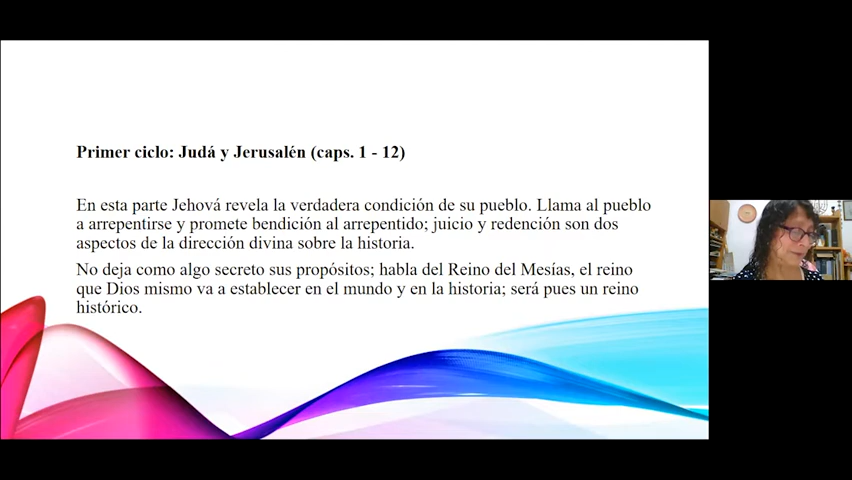 Primer ciclo: Judá y Jerusalén (caps. 1 - 12)
En esta parte Jehová revela la verdadera condición de su pueblo. Llama al pueblo
a arrepentirse y promete bendición al arrepentido; juicio y redención son dos
aspectos de la dirección divina sobre la historia.
No deja como algo secreto sus propósitos; habla del Reino del Mesías, el reino
que Dios mismo va a establecer en el mundo y en la historia; será pues un reino
histórico.